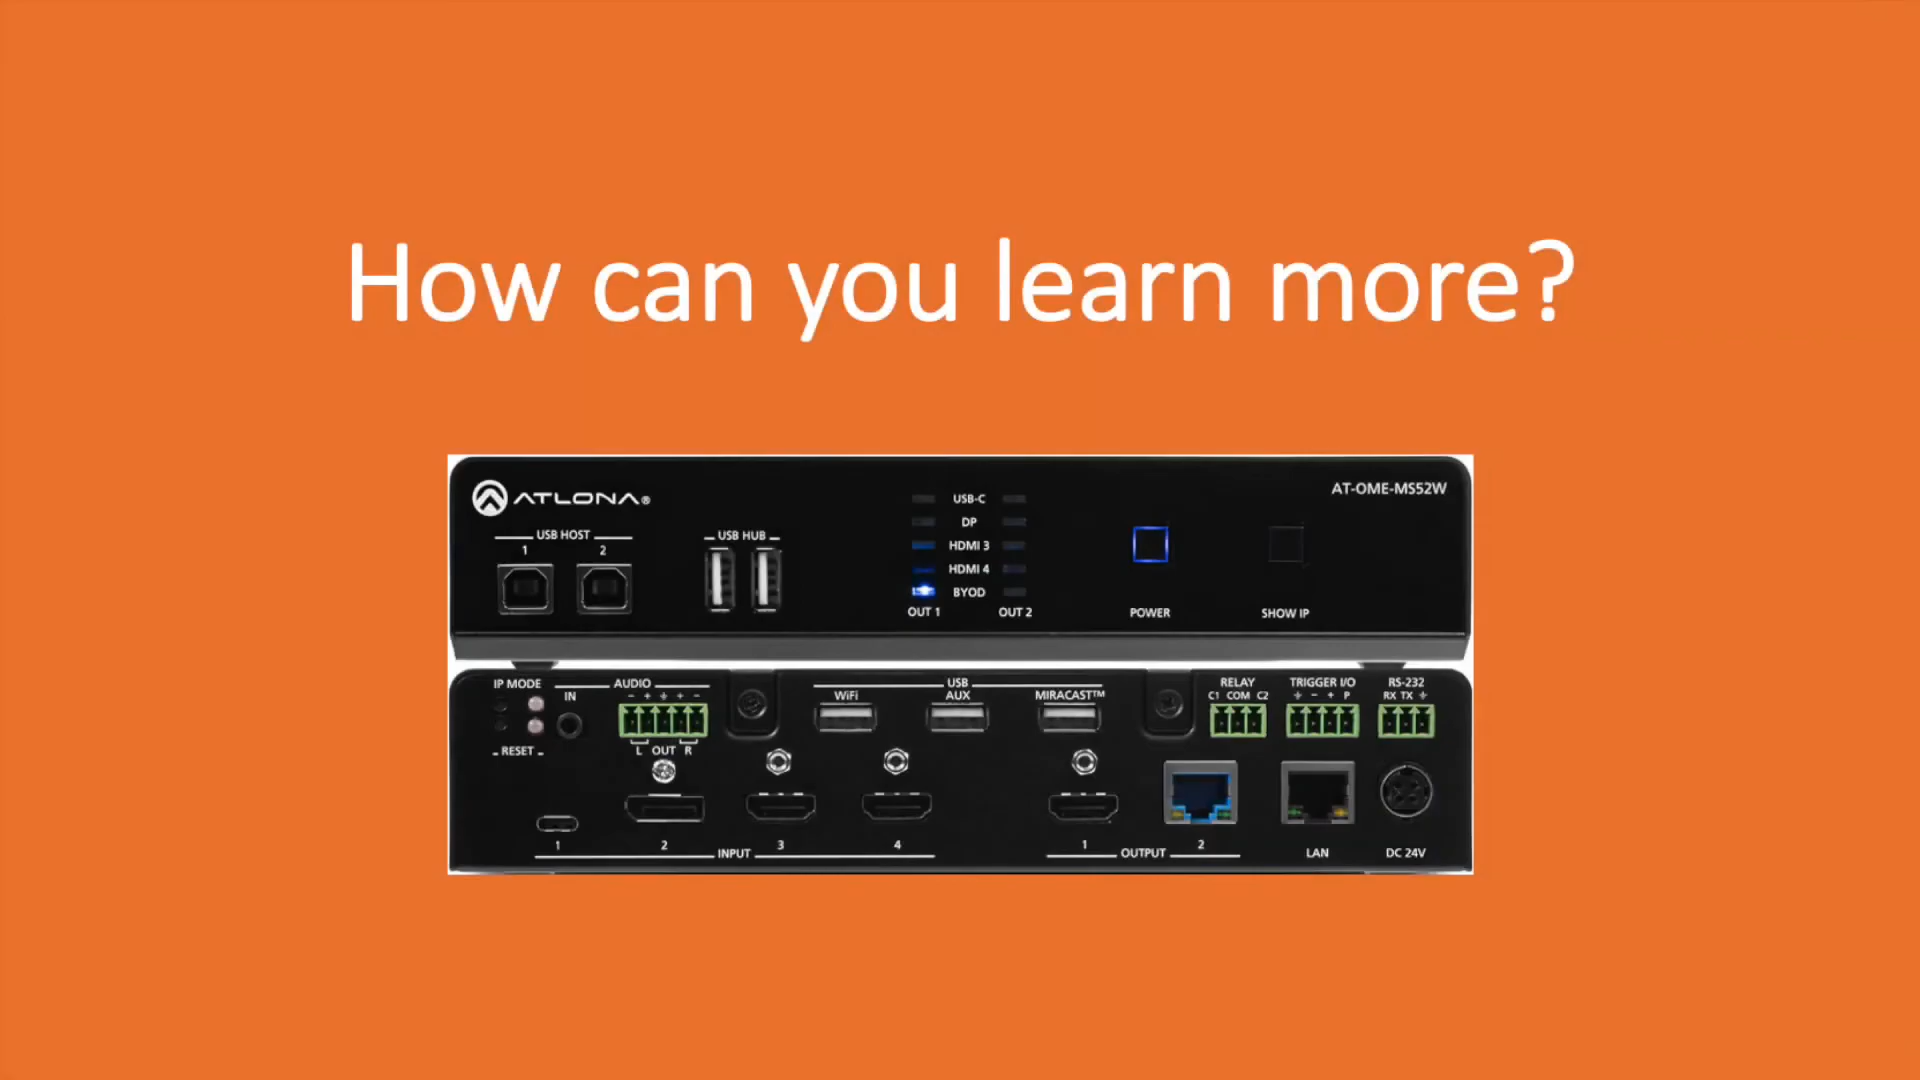 How can you learn more?
ATLONA®
AT-OME-MS52W
USB HOST
1 2
USB HUB
USB-C
DP
HDMI 3
HDMI 4
BYOD
OUT 1 OUT 2
POWER
SHOW IP
IP MODE
RESET
AUDIO
IN
- + ⏚ + -
L OUT R
USB
WiFi AUX MIRACAST™
RELAY
C1 COM C2
TRIGGER I/O
⏚ - + P
RS-232
RX TX ⏚
1 2 3 4
INPUT
1 2
OUTPUT
LAN
DC 24V